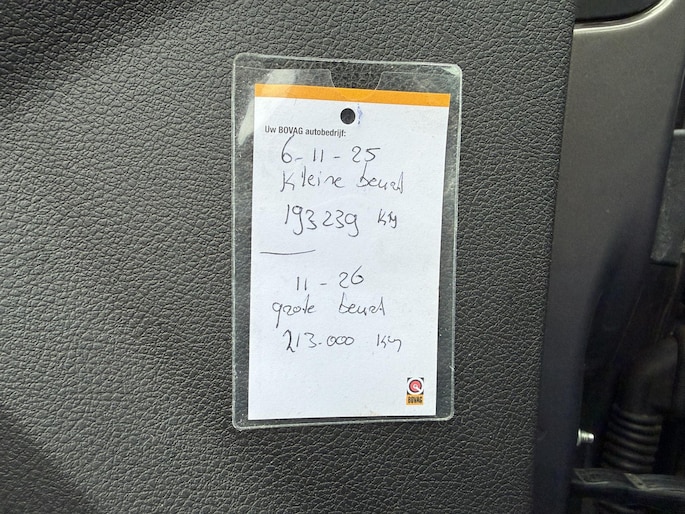 Uw BOVAG autobedrijf:
6-11-25
Kleine beurt
193239 km
11-26
grote beurt
213.000 km
BOVAG